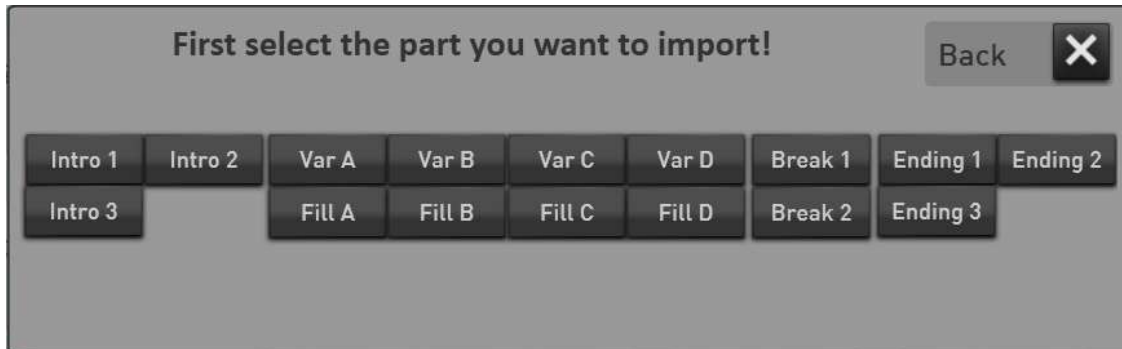 First select the part you want to import!
Back
Intro 1 Intro 2 Var A Var B Var C Var D Break 1 Ending 1 Ending 2
Intro 3 Fill A Fill B Fill C Fill D Break 2 Ending 3